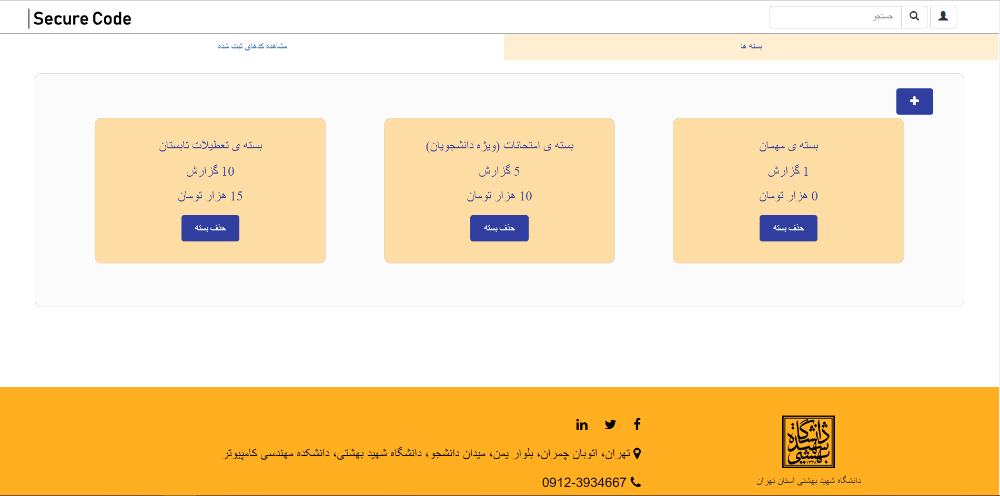 Secure Code
جستجو
بسته ها
مشاهده کدهای ثبت شده
بسته ی مهمان
1 گزارش
0 هزار تومان
حذف بسته
بسته ی امتحانات (ویژه دانشجویان)
5 گزارش
10 هزار تومان
حذف بسته
بسته ی تعطیلات تابستان
10 گزارش
15 هزار تومان
حذف بسته
دانشگاه شهید بهشتی
۱۳۳۸
دانشگاه شهید بهشتی استان تهران
تهران، اتوبان چمران، بلوار یمن، میدان دانشجو، دانشگاه شهید بهشتی، دانشکده مهندسی کامپیوتر
0912-3934667